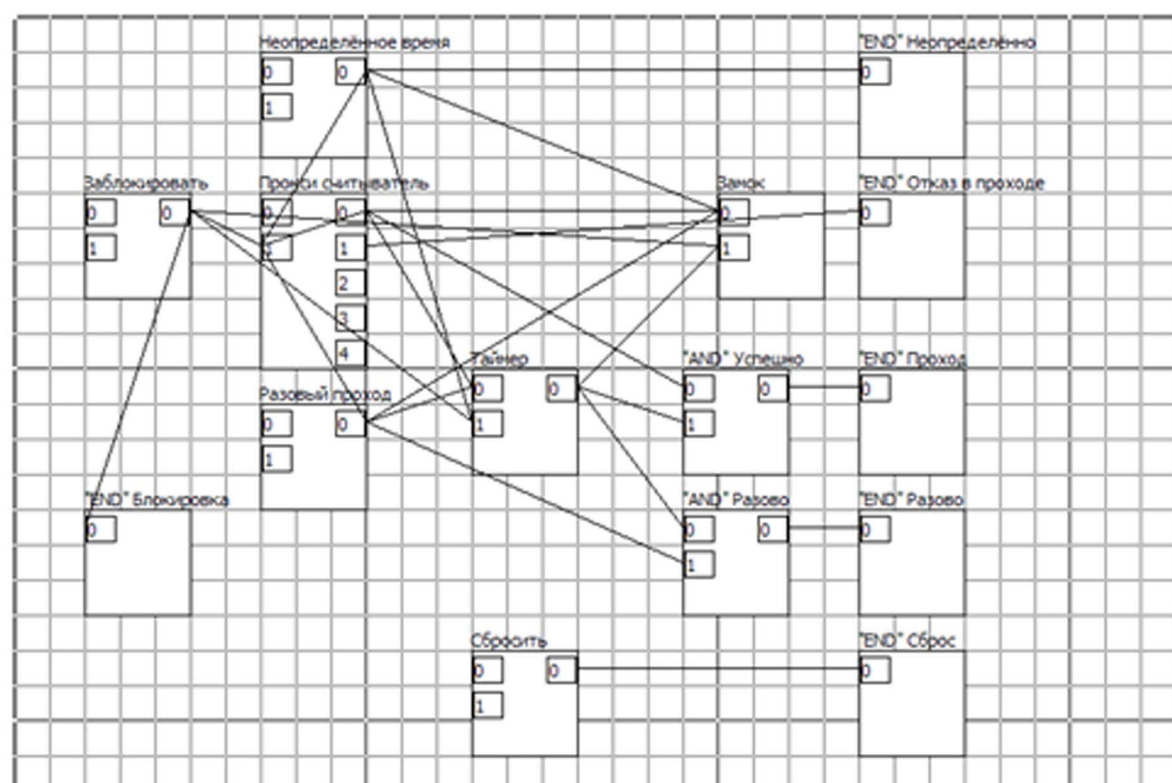 Неопределённое время
"END" Неопределённо
0 0 0
1
Заблокировать
Прокси считыватель
Замок
"END" Отказ в проходе
0 0 0 0 0 0
1 1 1 1
2
3
4
Таймер
"AND" Успешно
"END" Проход
0 0 0 0 0
1 1
Разовый проход
0 0
1
"END" Блокировка
"AND" Разово
"END" Разово
0 0 0 0
1
Сбросить
"END" Сброс
0 0 0
1